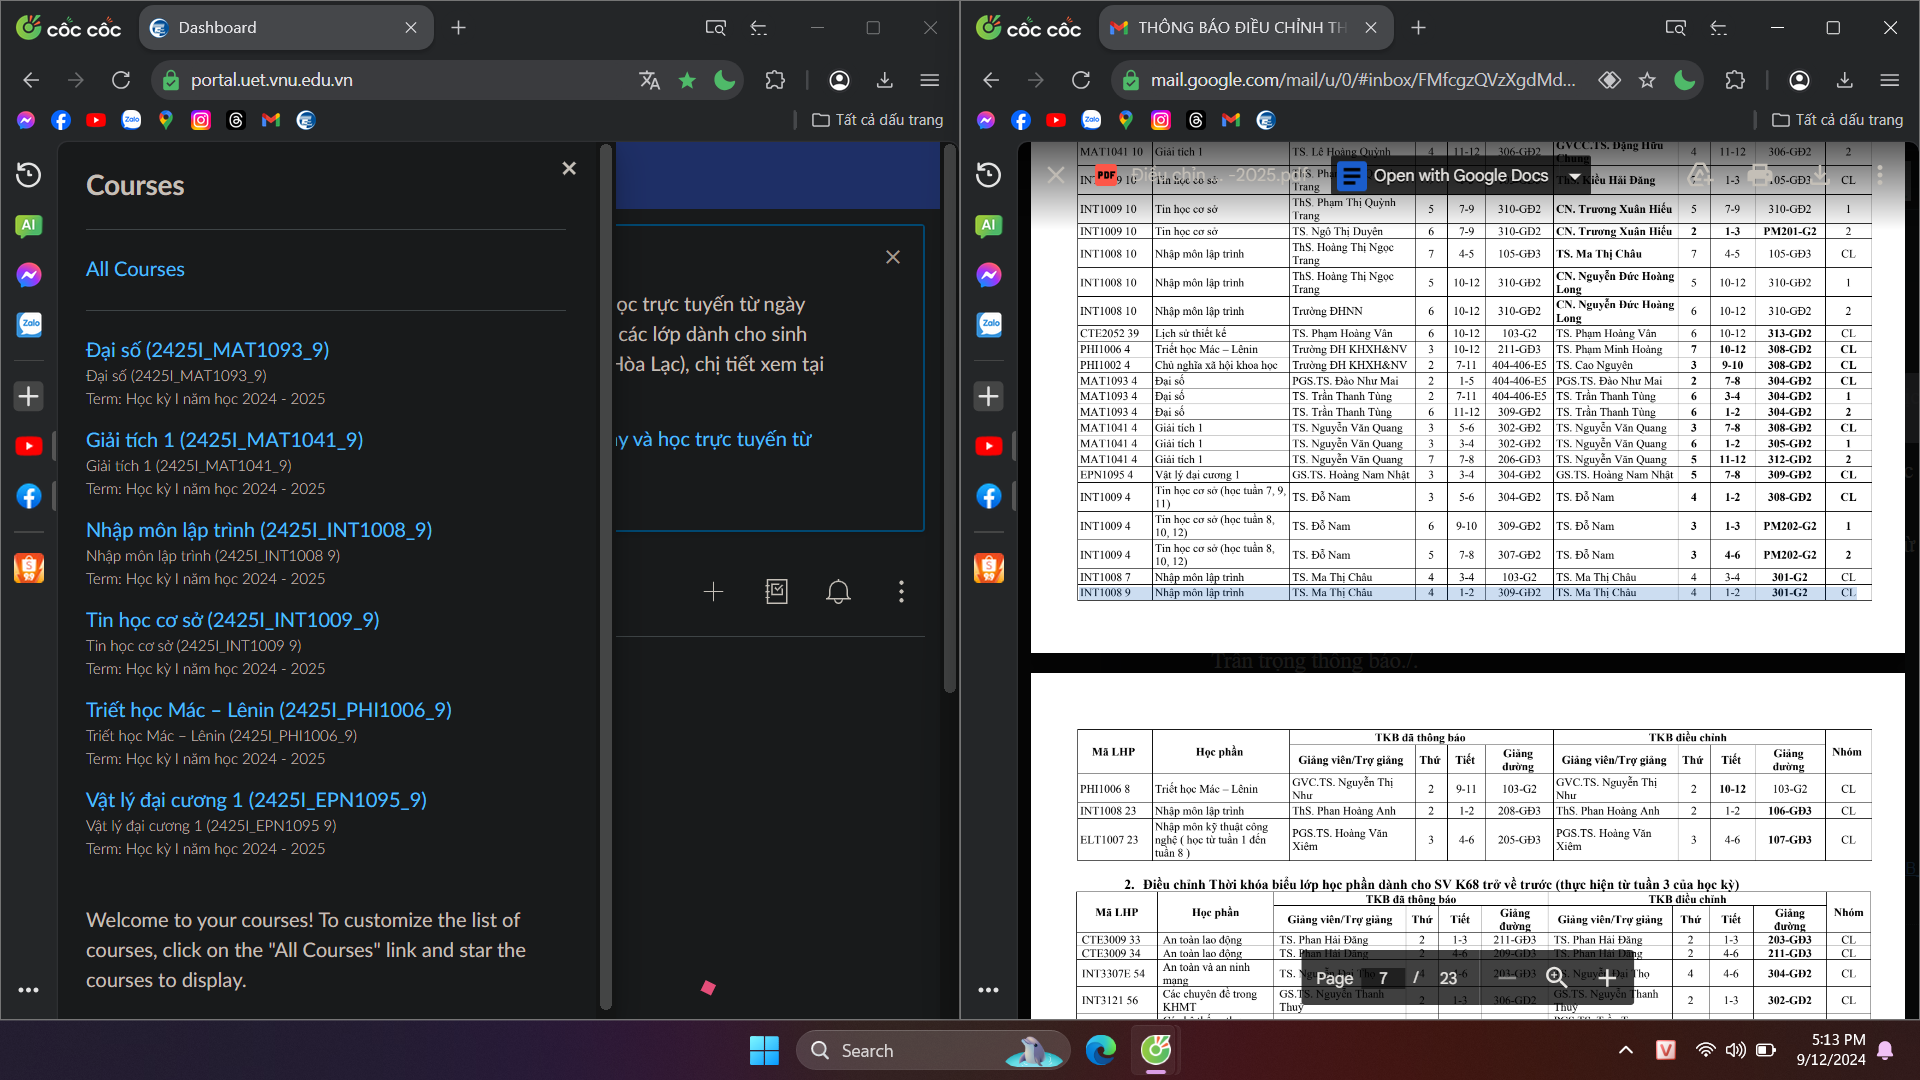 cốc cốc
Dashboard
portal.uet.vnu.edu.vn
Tất cả dấu trang
Courses
All Courses
Đại số (2425I_MAT1093_9)
Đại số (2425I_MAT1093_9)
Term: Học kỳ I năm học 2024 - 2025
Giải tích 1 (2425I_MAT1041_9)
Giải tích 1 (2425I_MAT1041_9)
Term: Học kỳ I năm học 2024 - 2025
Nhập môn lập trình (2425I_INT1008_9)
Nhập môn lập trình (2425I_INT1008 9)
Term: Học kỳ I năm học 2024 - 2025
Tin học cơ sở (2425I_INT1009_9)
Tin học cơ sở (2425I_INT1009 9)
Term: Học kỳ I năm học 2024 - 2025
Triết học Mác – Lênin (2425I_PHI1006_9)
Triết học Mác – Lênin (2425I_PHI1006_9)
Term: Học kỳ I năm học 2024 - 2025
Vật lý đại cương 1 (2425I_EPN1095_9)
Vật lý đại cương 1 (2425I_EPN1095 9)
Term: Học kỳ I năm học 2024 - 2025
Welcome to your courses! To customize the list of
courses, click on the "All Courses" link and star the
courses to display.
ọc trực tuyến từ ngày
các lớp dành cho sinh
Hòa Lạc), chị tiết xem tại
y và học trực tuyến từ
cốc cốc
THÔNG BÁO ĐIỀU CHỈNH TH
mail.google.com/mail/u/0/#inbox/FMfcgzQVzXgdMd...
Tất cả dấu trang
PDF
Open with Google Docs
MAT1041 10 Giải tích 1 TS. Lê Hoàng Quỳnh 4 11-12 306-GĐ2 GVCC.TS. Đặng Hữu Chung 4 11-12 306-GĐ2 2
Tin học cơ sở Trang ThS. Kiều Hải Đăng 1-3 105-GĐ3 CL
INT1009 10 Tin học cơ sở ThS. Phạm Thị Quỳnh Trang 5 7-9 310-GĐ2 CN. Trương Xuân Hiếu 5 7-9 310-GĐ2 1
INT1009 10 Tin học cơ sở TS. Ngô Thị Duyên 6 7-9 310-GĐ2 CN. Trương Xuân Hiếu 2 1-3 PM201-G2 2
INT1008 10 Nhập môn lập trình ThS. Hoàng Thị Ngọc Trang 7 4-5 105-GĐ3 TS. Ma Thị Châu 7 4-5 105-GĐ3 CL
INT1008 10 Nhập môn lập trình ThS. Hoàng Thị Ngọc Trang 5 10-12 310-GĐ2 CN. Nguyễn Đức Hoàng Long 5 10-12 310-GĐ2 1
INT1008 10 Nhập môn lập trình Trường ĐHNN 6 10-12 310-GĐ2 CN. Nguyễn Đức Hoàng Long 6 10-12 310-GĐ2 2
CTE2052 39 Lịch sử thiết kế TS. Phạm Hoàng Vân 6 10-12 103-G2 TS. Phạm Hoàng Vân 6 10-12 313-GĐ2 CL
PHI1006 4 Triết học Mác – Lênin Trường ĐH KHXH&NV 3 10-12 211-GĐ3 TS. Phạm Minh Hoàng 7 10-12 308-GĐ2 CL
PHI1002 4 Chủ nghĩa xã hội khoa học Trường ĐH KHXH&NV 2 7-11 404-406-E5 TS. Cao Nguyên 3 9-10 308-GĐ2 CL
MAT1093 4 Đại số PGS.TS. Đào Như Mai 2 1-5 404-406-E5 PGS.TS. Đào Như Mai 2 7-8 304-GĐ2 CL
MAT1093 4 Đại số TS. Trần Thanh Tùng 2 7-11 404-406-E5 TS. Trần Thanh Tùng 6 3-4 304-GĐ2 1
MAT1093 4 Đại số TS. Trần Thanh Tùng 6 11-12 309-GĐ2 TS. Trần Thanh Tùng 6 1-2 304-GĐ2 2
MAT1041 4 Giải tích 1 TS. Nguyễn Văn Quang 3 5-6 302-GĐ2 TS. Nguyễn Văn Quang 3 7-8 308-GĐ2 CL
MAT1041 4 Giải tích 1 TS. Nguyễn Văn Quang 3 3-4 302-GĐ2 TS. Nguyễn Văn Quang 6 1-2 305-GĐ2 1
MAT1041 4 Giải tích 1 TS. Nguyễn Văn Quang 7 7-8 206-GĐ3 TS. Nguyễn Văn Quang 5 11-12 312-GĐ2 2
EPN1095 4 Vật lý đại cương 1 GS.TS. Hoàng Nam Nhật 3 3-4 304-GĐ2 GS.TS. Hoàng Nam Nhật 5 7-8 309-GĐ2 CL
INT1009 4 Tin học cơ sở (học tuần 7, 9, 11) TS. Đỗ Nam 3 5-6 304-GĐ2 TS. Đỗ Nam 4 1-2 308-GĐ2 CL
INT1009 4 Tin học cơ sở (học tuần 8, 10, 12) TS. Đỗ Nam 6 9-10 309-GĐ2 TS. Đỗ Nam 3 1-3 PM202-G2 1
INT1009 4 Tin học cơ sở (học tuần 8, 10, 12) TS. Đỗ Nam 5 7-8 307-GĐ2 TS. Đỗ Nam 3 4-6 PM202-G2 2
INT1008 7 Nhập môn lập trình TS. Ma Thị Châu 4 3-4 103-G2 TS. Ma Thị Châu 4 3-4 301-G2 CL
INT1008 9 Nhập môn lập trình TS. Ma Thị Châu 4 1-2 309-GĐ2 TS. Ma Thị Châu 4 1-2 301-G2 CL
Trân trọng thông báo./.
Mã LHP Học phần TKB đã thông báo TKB điều chỉnh Nhóm
Giảng viên/Trợ giảng Thứ Tiết Giảng đường Giảng viên/Trợ giảng Thứ Tiết Giảng đường
PHI1006 8 Triết học Mác – Lênin GVC.TS. Nguyễn Thị Như 2 9-11 103-G2 GVC.TS. Nguyễn Thị Như 2 10-12 103-G2 CL
INT1008 23 Nhập môn lập trình ThS. Phan Hoàng Anh 2 1-2 208-GĐ3 ThS. Phan Hoàng Anh 2 1-2 106-GĐ3 CL
ELT1007 23 Nhập môn kỹ thuật công nghệ ( học từ tuần 1 đến tuần 8 ) PGS.TS. Hoàng Văn Xiêm 3 4-6 205-GĐ3 PGS.TS. Hoàng Văn Xiêm 3 4-6 107-GĐ3 CL
2. Điều chỉnh Thời khóa biểu lớp học phần dành cho SV K68 trở về trước (thực hiện từ tuần 3 của học kỳ)
Mã LHP Học phần TKB đã thông báo TKB điều chỉnh Nhóm
Giảng viên/Trợ giảng Thứ Tiết Giảng đường Giảng viên/Trợ giảng Thứ Tiết Giảng đường
CTE3009 33 An toàn lao động TS. Phan Hải Đăng 2 1-3 211-GĐ3 TS. Phan Hải Đăng 2 1-3 203-GĐ3 CL
CTE3009 34 An toàn lao động TS. Phan Hải Đăng 2 4-6 209-GĐ3 TS. Phan Hải Đăng 2 4-6 211-GĐ3 CL
INT3307E 54 An toàn và an ninh mạng TS. Nguyễn Đại Thọ 4-6 203-GĐ3 TS. Nguyễn Đại Thọ 4 4-6 304-GĐ2 CL
INT3121 56 Các chuyên đề trong KHMT GS.TS. Nguyễn Thanh Thuỷ 2 1-3 306-GĐ2 GS.TS. Nguyễn Thanh Thuỷ 2 1-3 302-GĐ2 CL
Page 7 / 23
Search
5:13 PM
9/12/2024